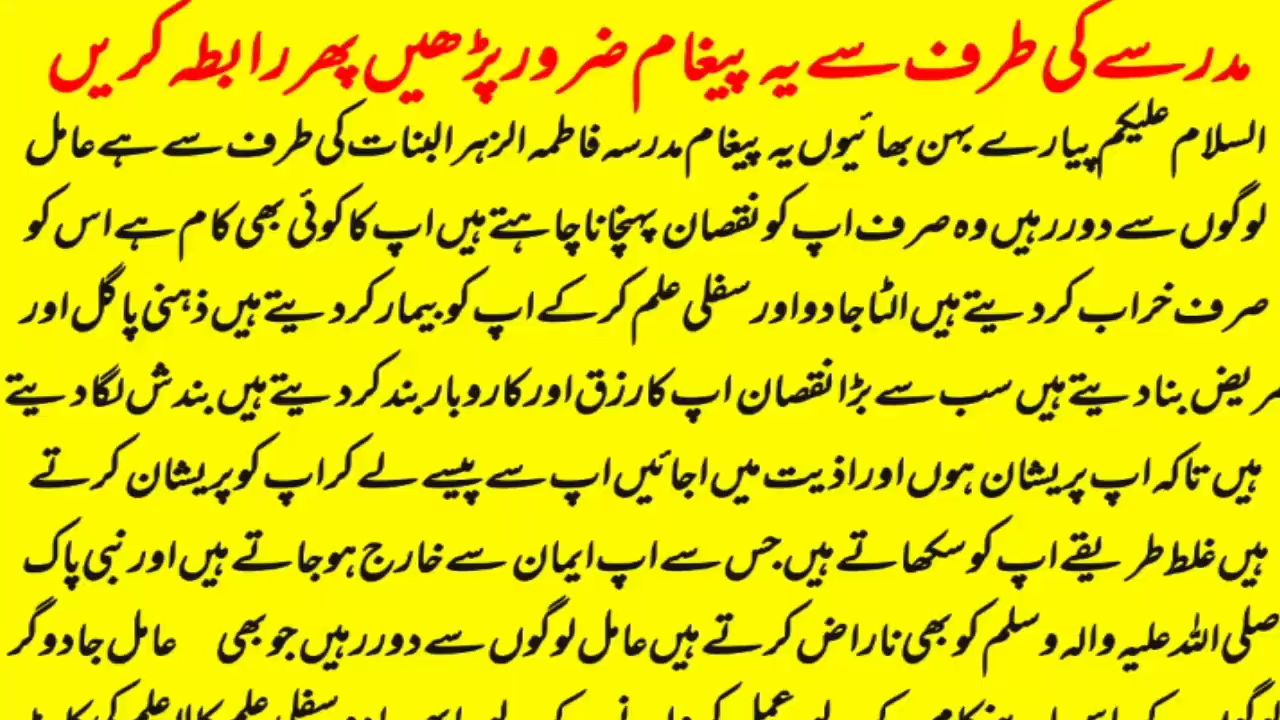 مدرسے کی طرف سے یہ پیغام ضرور پڑھیں پھر رابطہ کریں
السلام علیکم پیارے بہن بھائیوں یہ پیغام مدرسہ فاطمہ الزہرا البنات کی طرف سے ہے عامل
لوگوں سے دور رہیں وہ صرف اپ کو نقصان پہنچانا چاہتے ہیں اپ کا کوئی بھی کام ہے اس کو
صرف خراب کر دیتے ہیں الٹا جادو اور سفلی علم کر کے اپ کو بیمار کر دیتے ہیں ذہنی پاگل اور
مریض بنا دیتے ہیں سب سے بڑا نقصان اپ کا رزق اور کاروبار بند کر دیتے ہیں بندش لگا دیتے
ہیں تاکہ اپ پریشان ہوں اور اذیت میں اجائیں اپ سے پیسے لے کر اپ کو پریشان کرتے
ہیں غلط طریقے اپ کو سکھاتے ہیں. جس سے اپ ایمان سے خارج ہو جاتے ہیں اور نبی پاک
صلی اللہ علیہ والہ وسلم کو بھی ناراض کرتے ہیں عامل لوگوں سے دور رہیں جو بھی عامل جادوگر